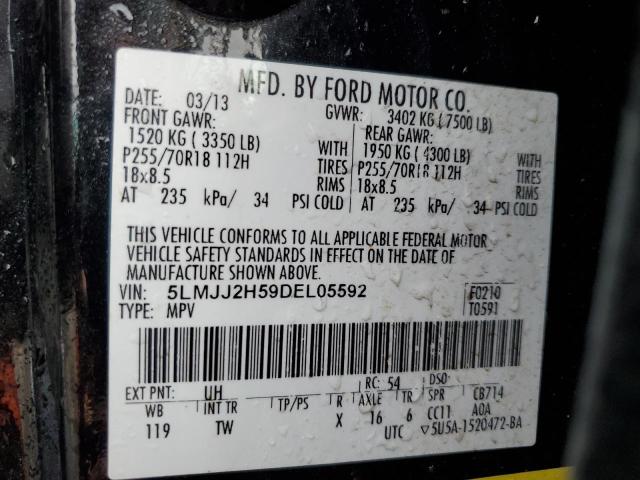 MFD. BY FORD MOTOR CO.
DATE: 03/13 GVWR: 3402 KG ( 7500 LB)
FRONT GAWR: REAR GAWR:
1520 KG ( 3350 LB) WITH 1950 KG ( 4300 LB) WITH
P255/70R18 112H TIRES P255/70R18 112H TIRES
18x8.5 RIMS 18x8.5 RIMS
AT 235 kPa/ 34 PSI COLD AT 235 kPa/ 34 PSI COLD
THIS VEHICLE CONFORMS TO ALL APPLICABLE FEDERAL MOTOR
VEHICLE SAFETY STANDARDS IN EFFECT ON THE DATE OF
MANUFACTURE SHOWN ABOVE.
VIN: 5LMJJ2H59DEL05592 F0210
TYPE: MPV T0591
EXT PNT: UH RC: 54 DSO:
WB INT TR TP/PS R AXLE TR SPR CB714
119 TW X 16 6 CC11 AOA
UTC ▽5U5A-1520472-BA